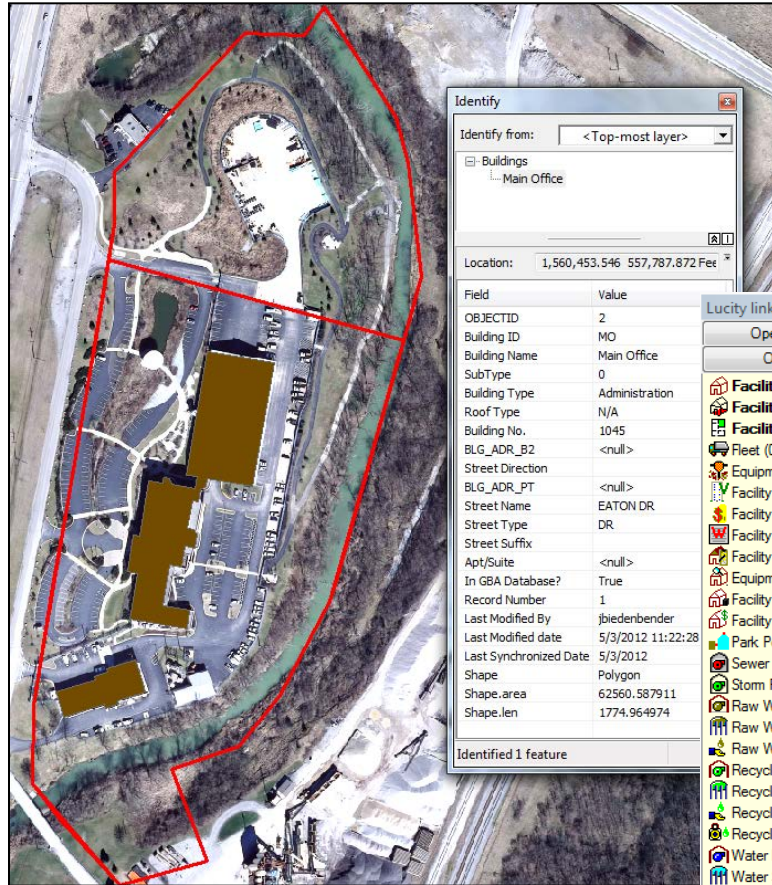 Identify
Identify from: <Top-most layer>
Buildings
Main Office
Location: 1,560,453.546 557,787.872 Fee
Field Value
OBJECTID 2
Building ID MO
Building Name Main Office
SubType 0
Building Type Administration
Roof Type N/A
Building No. 1045
BLG_ADR_B2 <null>
Street Direction
BLG_ADR_PT <null>
Street Name EATON DR
Street Type DR
Street Suffix
Apt/Suite <null>
In GBA Database? True
Record Number 1
Last Modified By jbiedenbender
Last Modified date 5/3/2012 11:22:28
Last Synchronized Date 5/3/2012
Shape Polygon
Shape.area 62560.587911
Shape.len 1774.964974
Identified 1 feature
Lucity link
Ope
O
Facilit
Facilit
Facilit
Fleet (
Equipm
Facility
Facility
Facility
Facility
Equipm
Facility
Facility
Park P
Sewer
Storm
Raw W
Raw W
Raw W
Recycl
Recycl
Recycl
Recycl
Water
Water